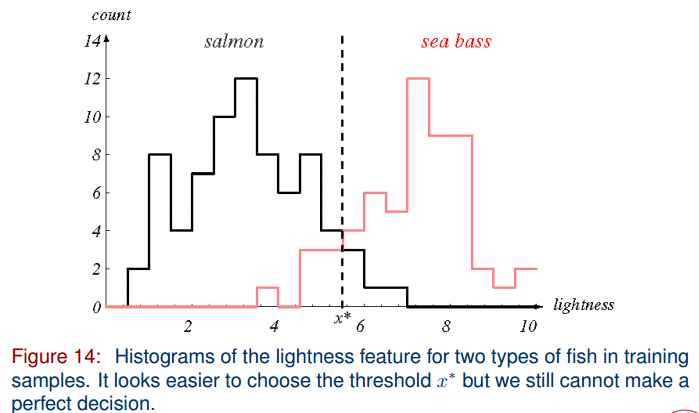 count
14
salmon
sea bass
12
10
8
6
4
2
0
lightness
2 4 x* 6 8 10
Figure 14: Histograms of the lightness feature for two types of fish in training
samples. It looks easier to choose the threshold x* but we still cannot make a
perfect decision.